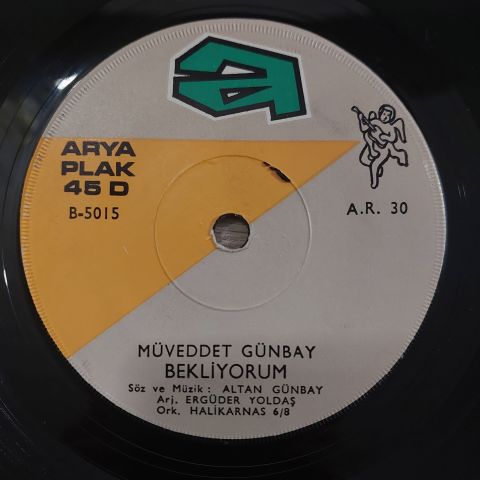 ARYA
PLAK
45 D
B-5015
A.R. 30
MÜVEDDET GÜNBAY
BEKLİYORUM
Söz ve Müzik : ALTAN GÜNBAY
Arj. ERGÜDER YOLDAŞ
Ork. HALİKARNAS 6/8